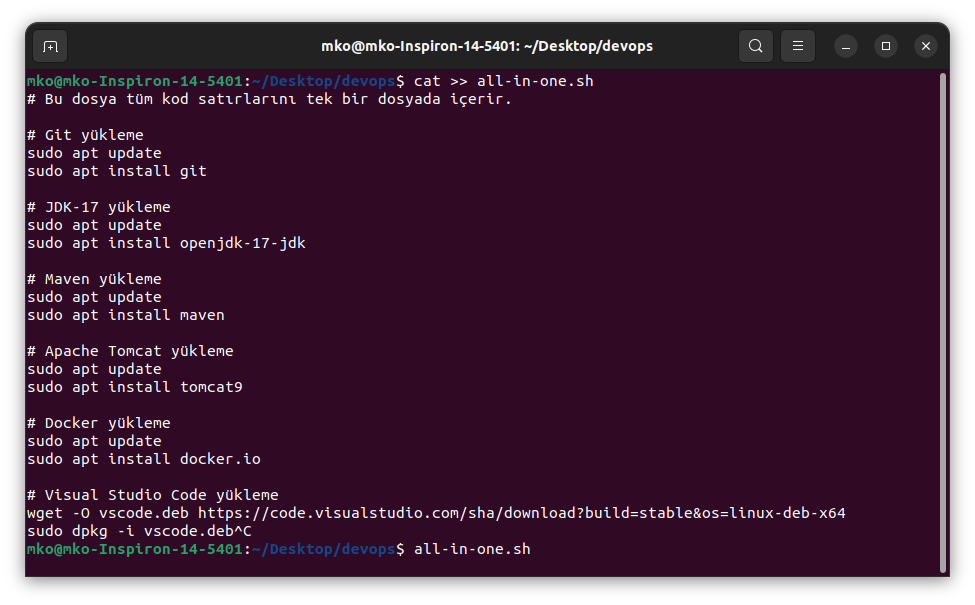 mko@mko-Inspiron-14-5401: ~/Desktop/devops
mko@mko-Inspiron-14-5401:~/Desktop/devops$ cat >> all-in-one.sh
# Bu dosya tüm kod satırlarını tek bir dosyada içerir.
# Git yükleme
sudo apt update
sudo apt install git
# JDK-17 yükleme
sudo apt update
sudo apt install openjdk-17-jdk
# Maven yükleme
sudo apt update
sudo apt install maven
# Apache Tomcat yükleme
sudo apt update
sudo apt install tomcat9
# Docker yükleme
sudo apt update
sudo apt install docker.io
# Visual Studio Code yükleme
wget -O vscode.deb https://code.visualstudio.com/sha/download?build=stable&os=linux-deb-x64
sudo dpkg -i vscode.deb^C
mko@mko-Inspiron-14-5401:~/Desktop/devops$ all-in-one.sh